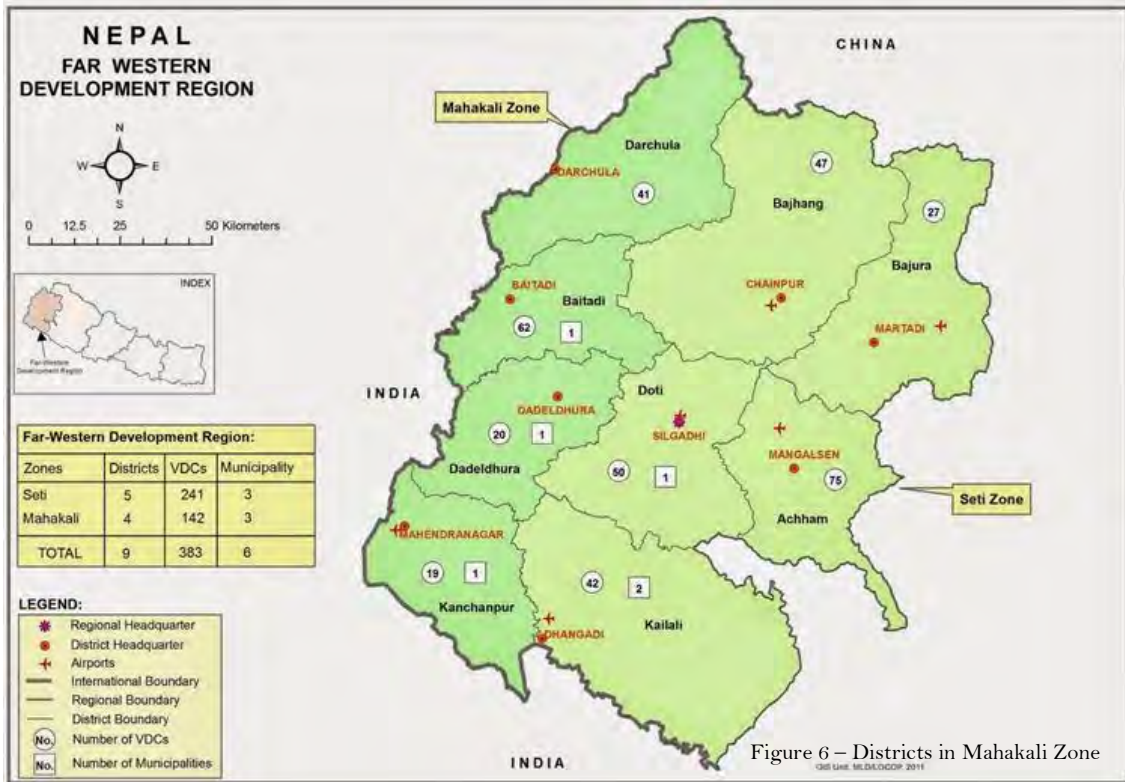 NEPAL
FAR WESTERN
DEVELOPMENT REGION
N
W
E
S
0 12.5 25 50 Kilometers
INDEX
Far-Western
Development Region
Far-Western Development Region:
Zones Districts VDCs Municipality
Seti 5 241 3
Mahakali 4 142 3
TOTAL 9 383 6
LEGEND:
Regional Headquarter
District Headquarter
Airports
International Boundary
Regional Boundary
District Boundary
No. Number of VDCs
No. Number of Municipalities
CHINA
Mahakali Zone
Darchula
DARCHULA
41
47
Bajhang
27
Bajura
CHAINPUR
MARTADI
BAITADI
Baitadi
62
1
INDIA
DADELDHURA
20
1
Dadeldhura
Doti
SILGADHI
50
1
MANGALSEN
75
Achham
Seti Zone
MAHENDRANAGAR
19
1
Kanchanpur
42
2
Kailali
DHANGADI
INDIA
Figure 6 – Districts in Mahakali Zone
GIS Unit, MLD/LGCDP, 2011